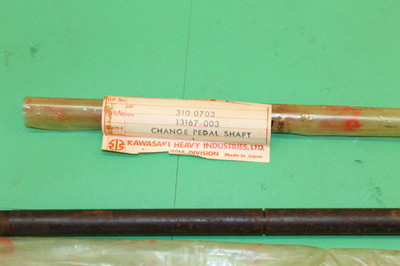 310-0703
13167-003
CHANGE PEDAL SHAFT
KAWASAKI HEAVY INDUSTRIES, LTD.
DIVISION Made in Japan